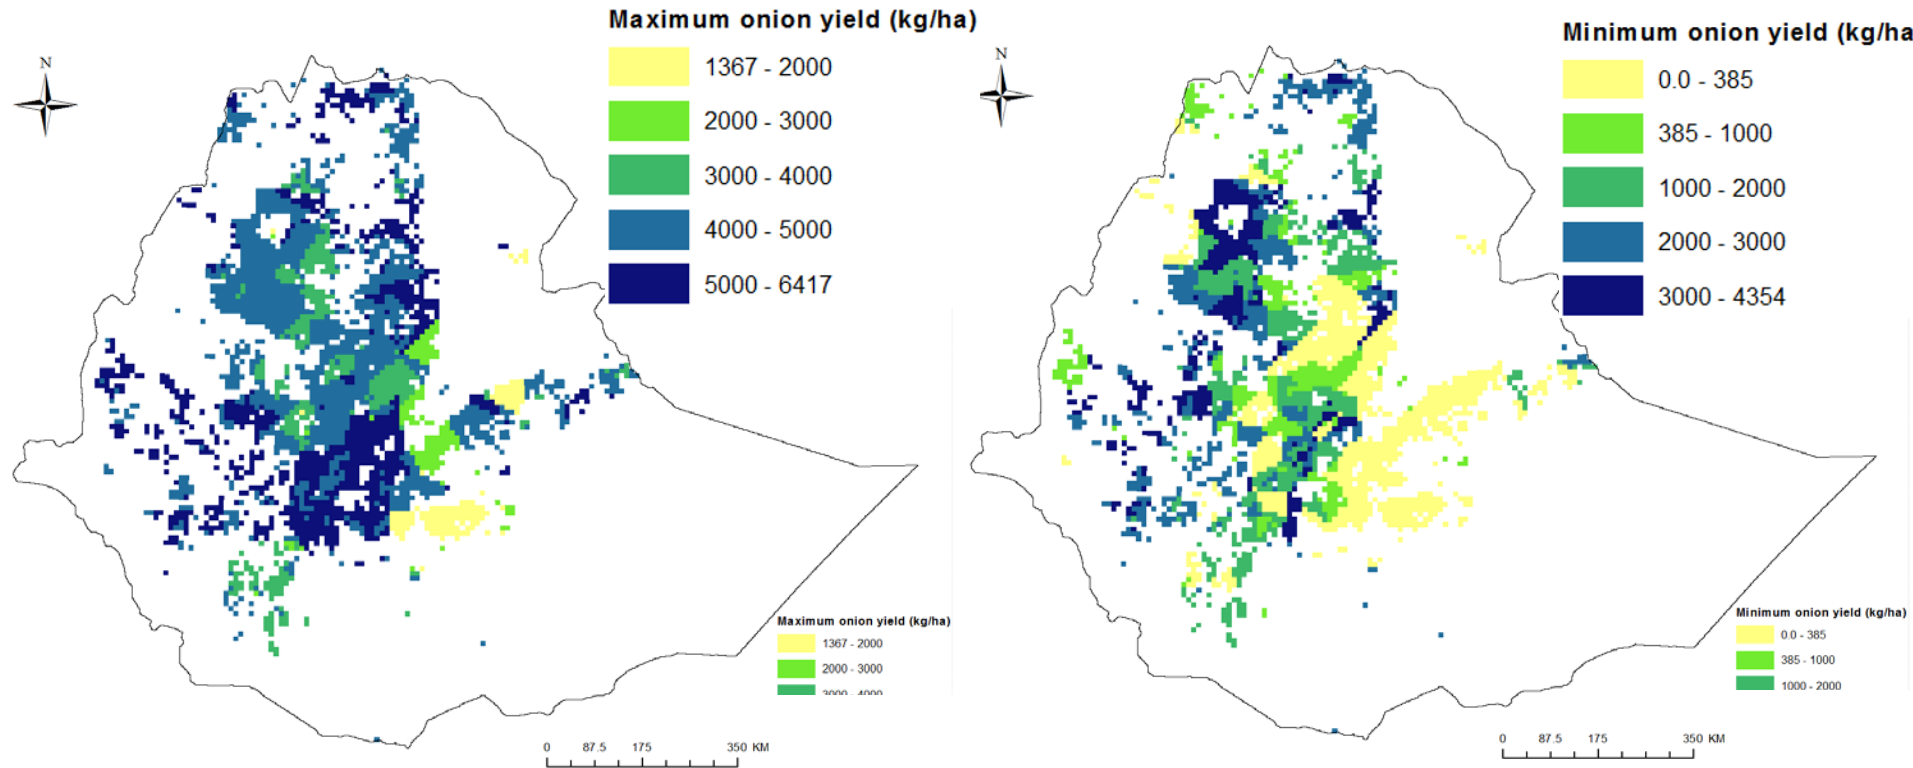 Maximum onion yield (kg/ha)
1367 - 2000
2000 - 3000
3000 - 4000
4000 - 5000
5000 - 6417
N
Maximum onion yield (kg/ha)
1367 - 2000
2000 - 3000
3000 - 4000
0 87.5 175 350 KM
Minimum onion yield (kg/ha
0.0 - 385
385 - 1000
1000 - 2000
2000 - 3000
3000 - 4354
N
Minimum onion yield (kg/ha)
0.0 - 385
385 - 1000
1000 - 2000
0 87.5 175 350 KM